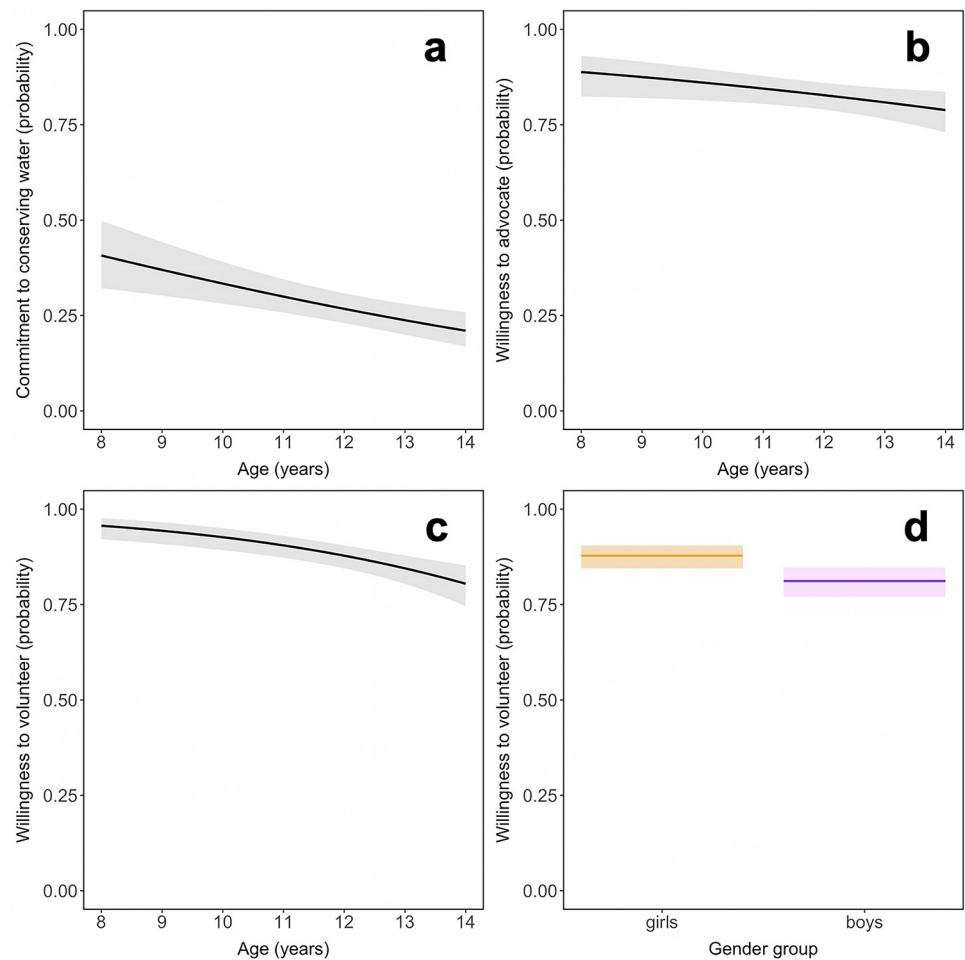 a
Commitment to conserving water (probability)
1.00
0.75
0.50
0.25
0.00
8 9 10 11 12 13 14
Age (years)
b
Willingness to advocate (probability)
1.00
0.75
0.50
0.25
0.00
8 9 10 11 12 13 14
Age (years)
c
Willingness to volunteer (probability)
1.00
0.75
0.50
0.25
0.00
8 9 10 11 12 13 14
Age (years)
d
Willingness to volunteer (probability)
1.00
0.75
0.50
0.25
0.00
girls boys
Gender group